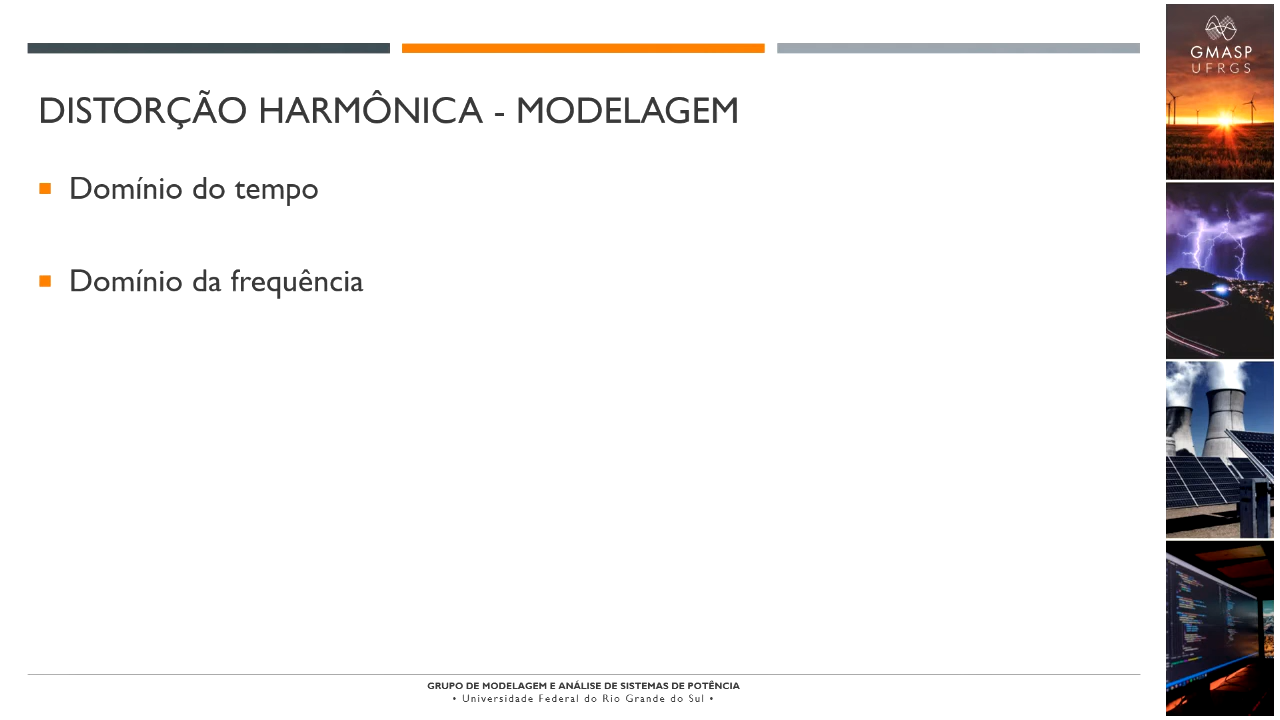 GMASP
UFRGS
DISTORÇÃO HARMÔNICA - MODELAGEM
Domínio do tempo
Domínio da frequência
GRUPO DE MODELAGEM E ANÁLISE DE SISTEMAS DE POTÊNCIA
• Universidade Federal do Rio Grande do Sul •